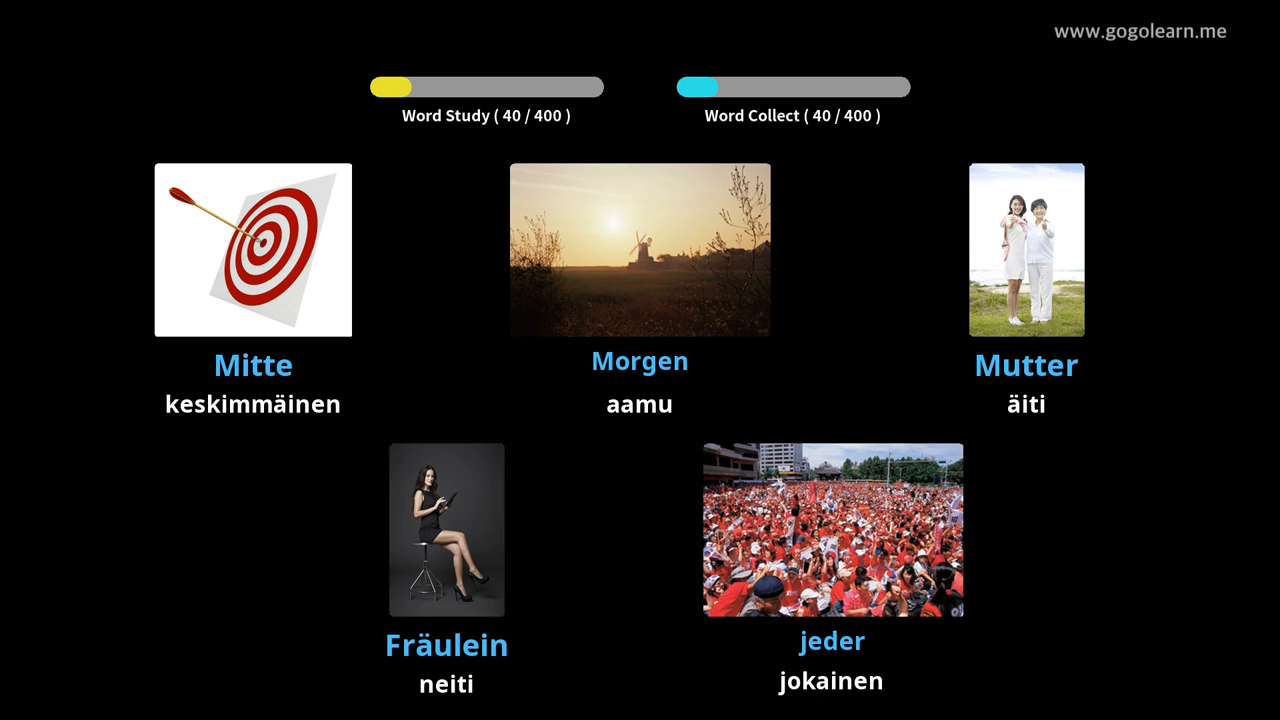 www.gogolearn.me
Word Study ( 40 / 400 )
Word Collect ( 40 / 400 )
Mitte
keskimmäinen
Morgen
aamu
Mutter
äiti
Fräulein
neiti
jeder
jokainen